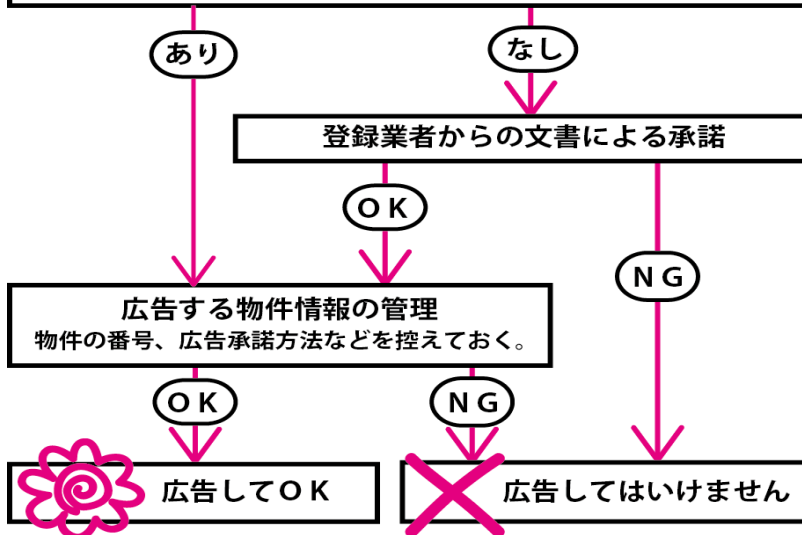 あり
なし
登録業者からの文書による承諾
ＯＫ
ＮＧ
広告する物件情報の管理
物件の番号、広告承諾方法などを控えておく。
ＯＫ
ＮＧ
広告してＯＫ
広告してはいけません